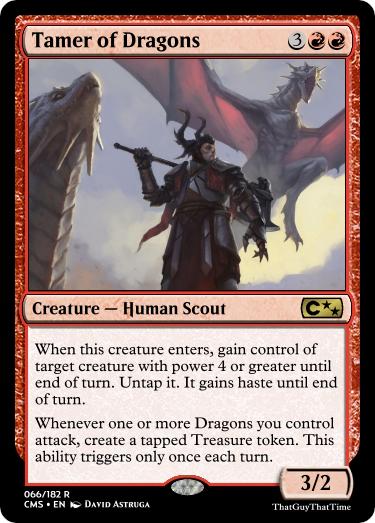 Tamer of Dragons 3
Creature — Human Scout
C
When this creature enters, gain control of
target creature with power 4 or greater until
end of turn. Untap it. It gains haste until end
of turn.
Whenever one or more Dragons you control
attack, create a tapped Treasure token. This
ability triggers only once each turn.
3/2
066/182 R
CMS • EN DAVID ASTRUGA
ThatGuyThatTime